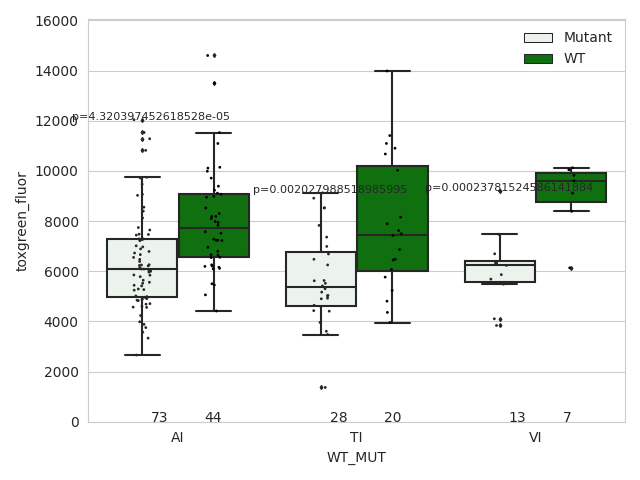 16000
14000
12000
10000
8000
6000
4000
2000
0
toxgreen_fluor
Mutant
WT
p=4.320397452618528e-05
p=0.002027988518985995
p=0.00023781524586141884
73 44 28 20 13 7
AI TI VI
WT_MUT